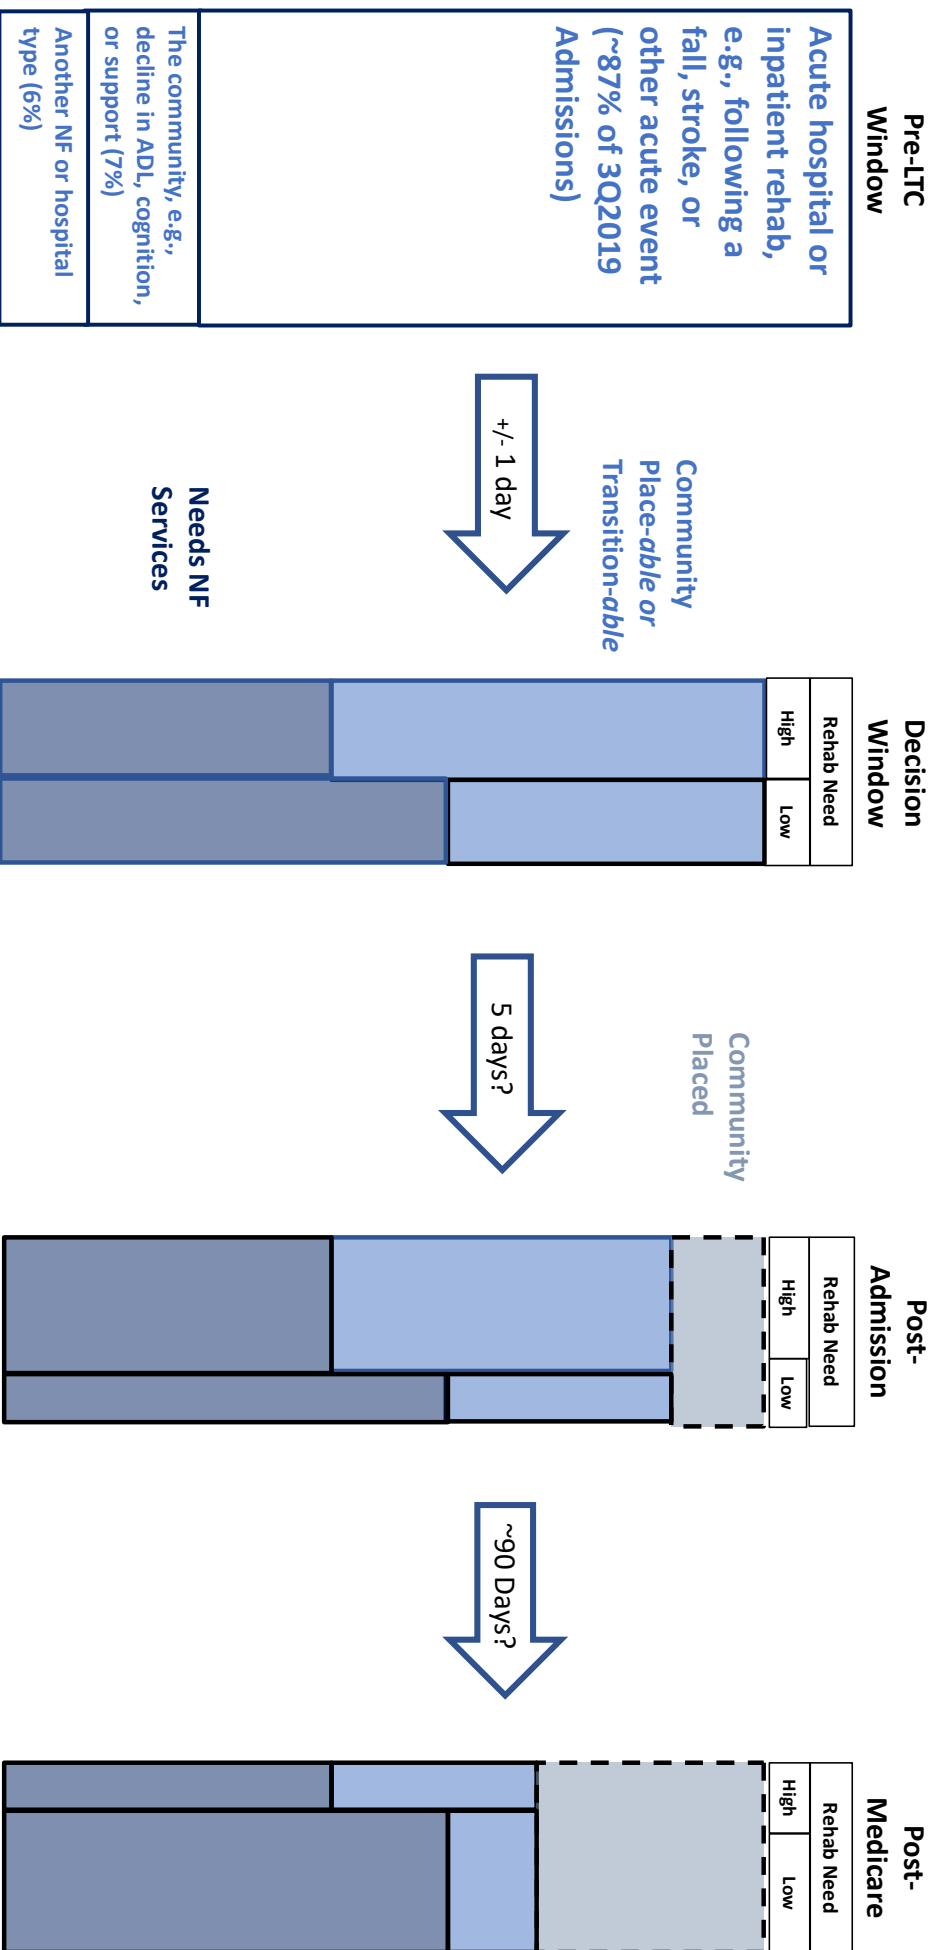 Pre-LTC
Window
Acute hospital or
inpatient rehab,
e.g., following a
fall, stroke, or
other acute event
(~87% of 3Q2019
Admissions)
The community, e.g.,
decline in ADL, cognition,
or support (7%)
Another NF or hospital
type (6%)
+/- 1 day
Community
Place-able or
Transition-able
Needs NF
Services
Decision
Window
Rehab Need
High
Low
5 days?
Community
Placed
Post-
Admission
Rehab Need
High
Low
~90 Days?
Post-
Medicare
Rehab Need
High
Low